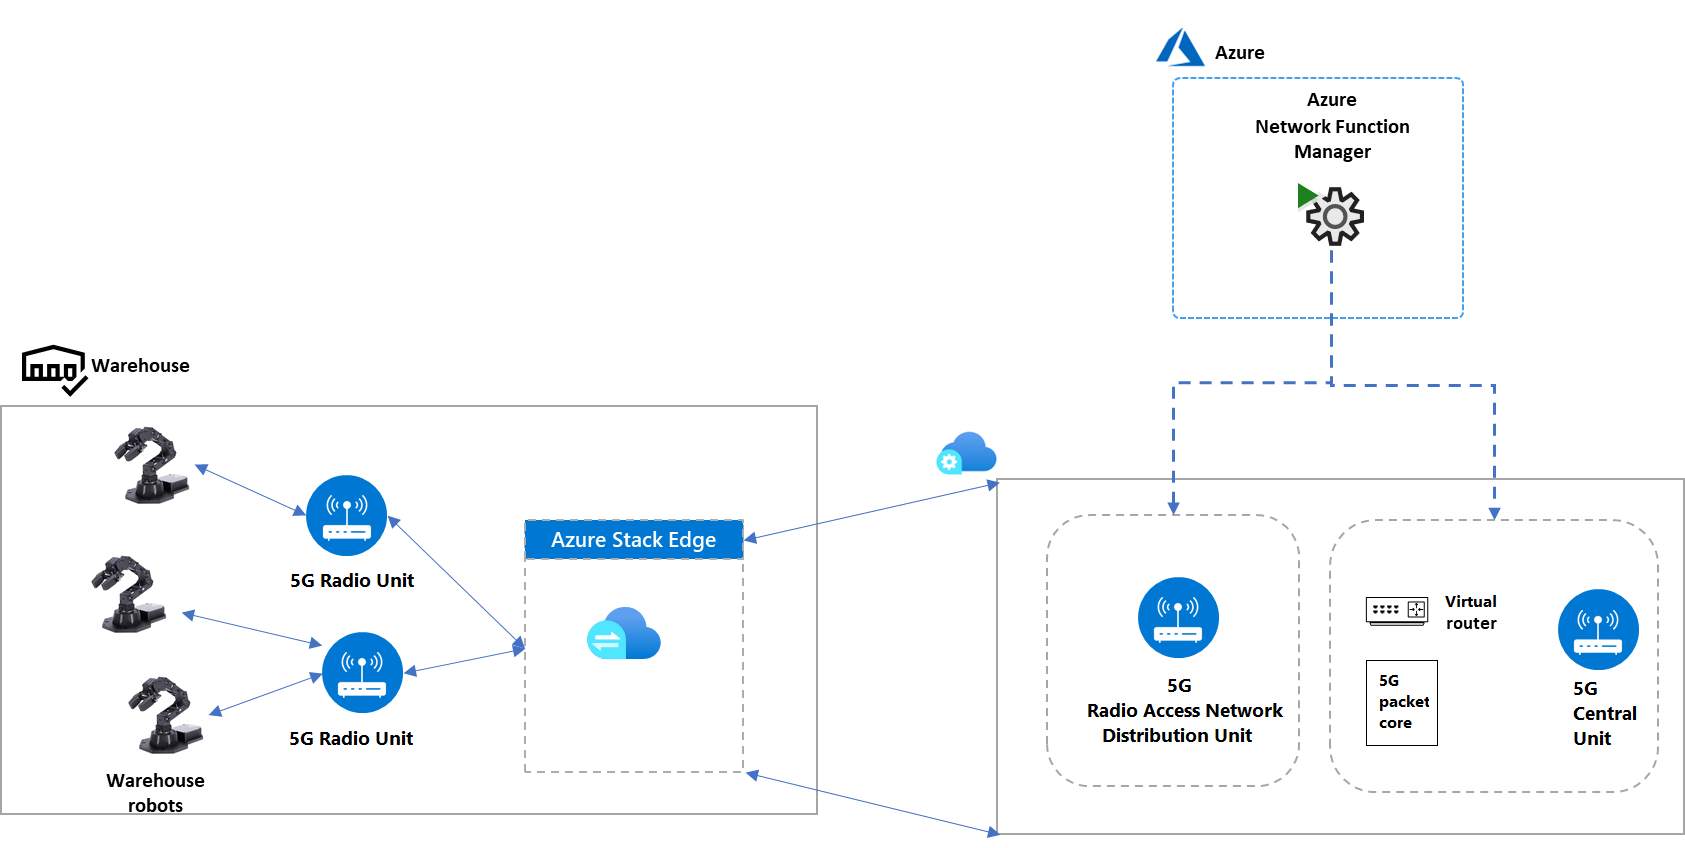 Azure
Azure
Network Function
Manager
Warehouse
Azure Stack Edge
5G Radio Unit
5G Radio Unit
Warehouse
robots
5G
Radio Access Network
Distribution Unit
Virtual
router
5G
packet
core
5G
Central
Unit